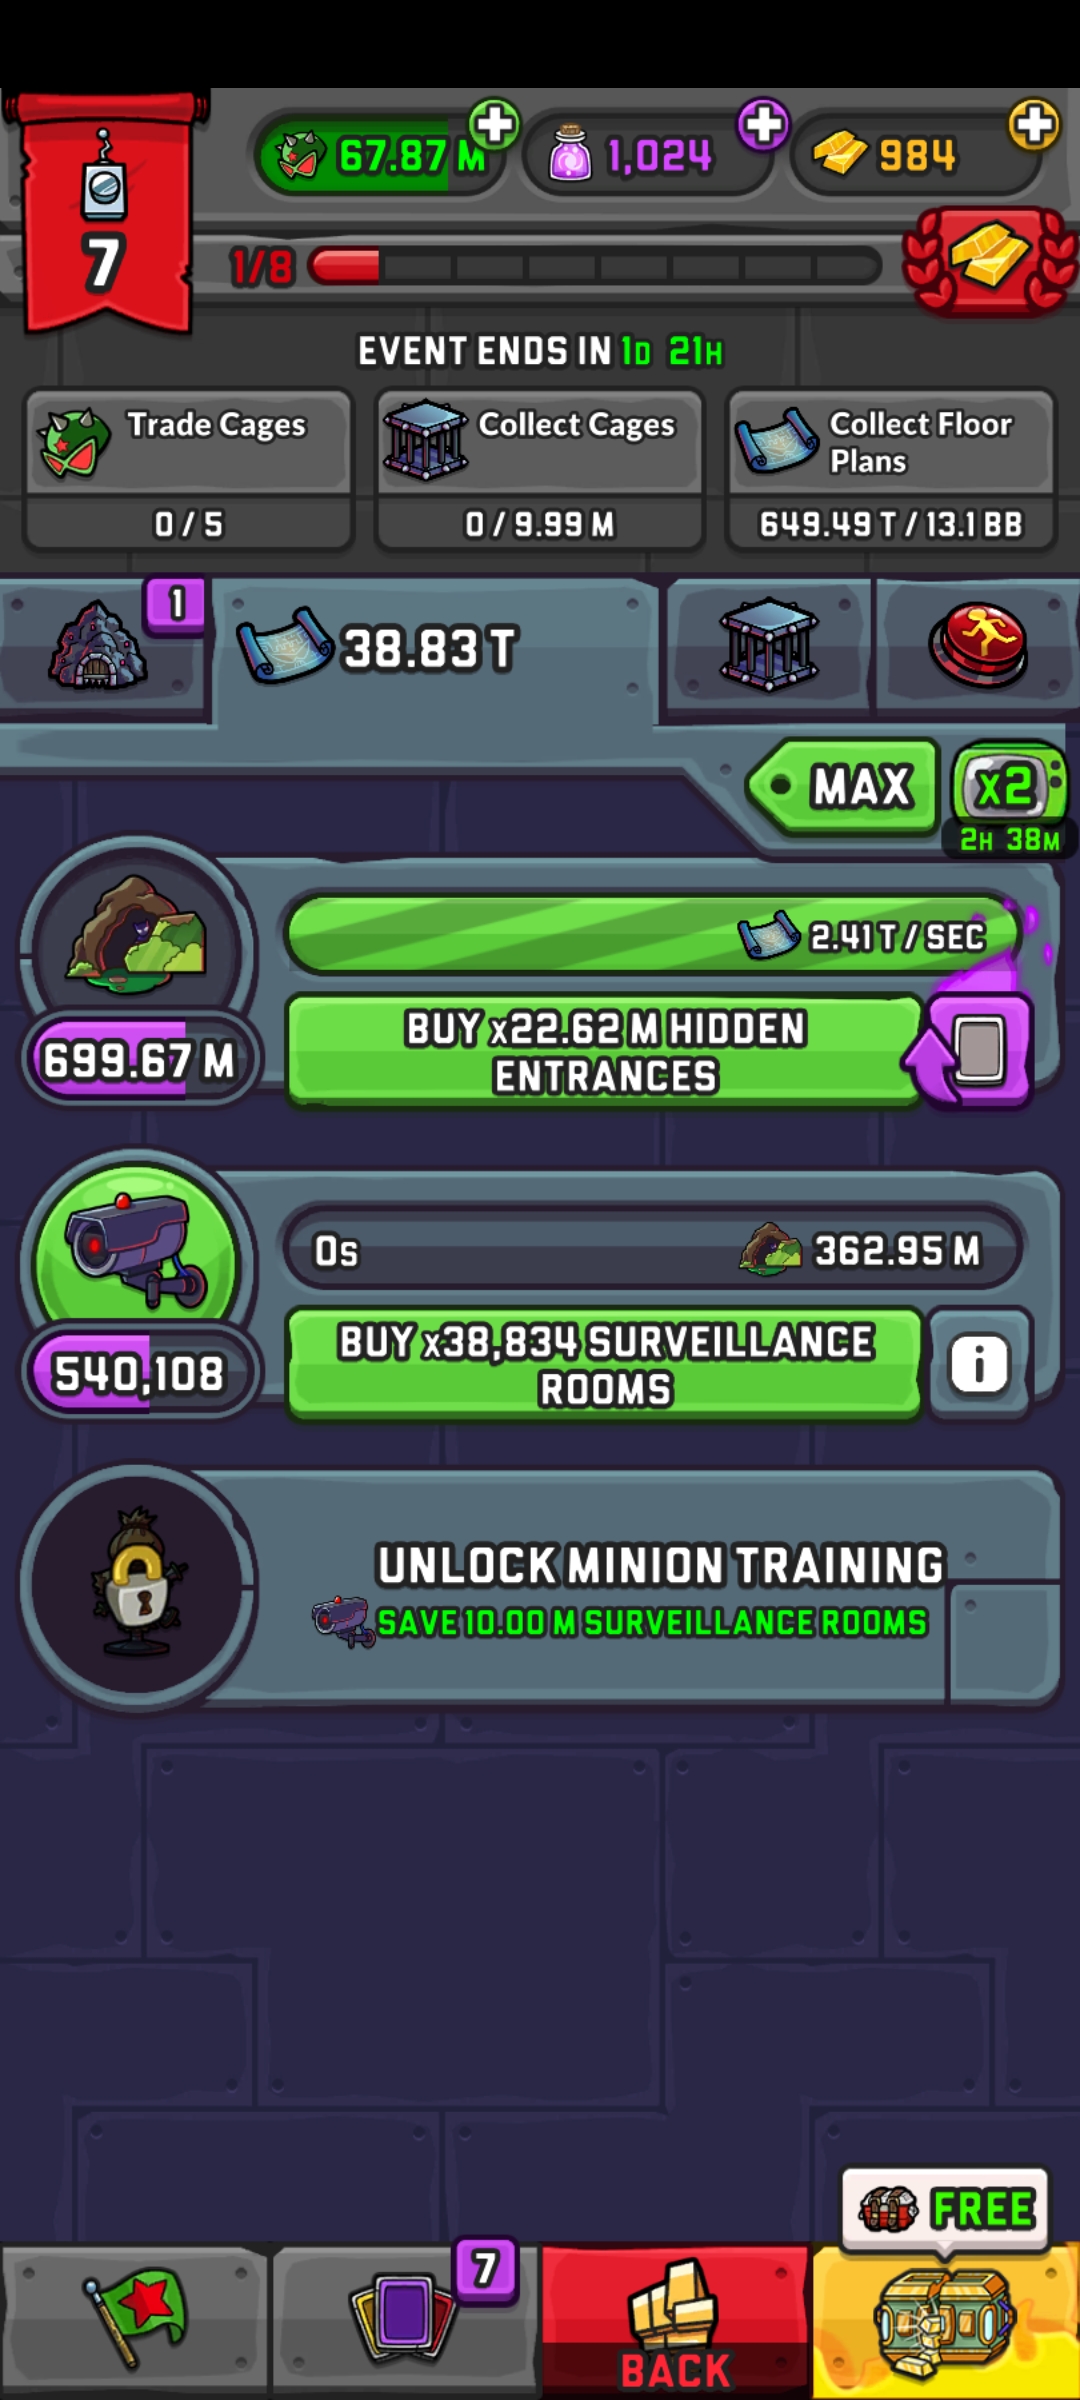 67.87 M
1,024
984
7
1/8
EVENT ENDS IN 1D 21H
Trade Cages
0 / 5
Collect Cages
0 / 9.99 M
Collect Floor
Plans
649.49 T / 13.1 BB
1
38.83 T
MAX
x2
2H 38M
2.41 T / SEC
699.67 M
BUY x22.62 M HIDDEN
ENTRANCES
0s
362.95 M
540,108
BUY x38,834 SURVEILLANCE
ROOMS
i
UNLOCK MINION TRAINING
SAVE 10.00 M SURVEILLANCE ROOMS
FREE
7
BACK